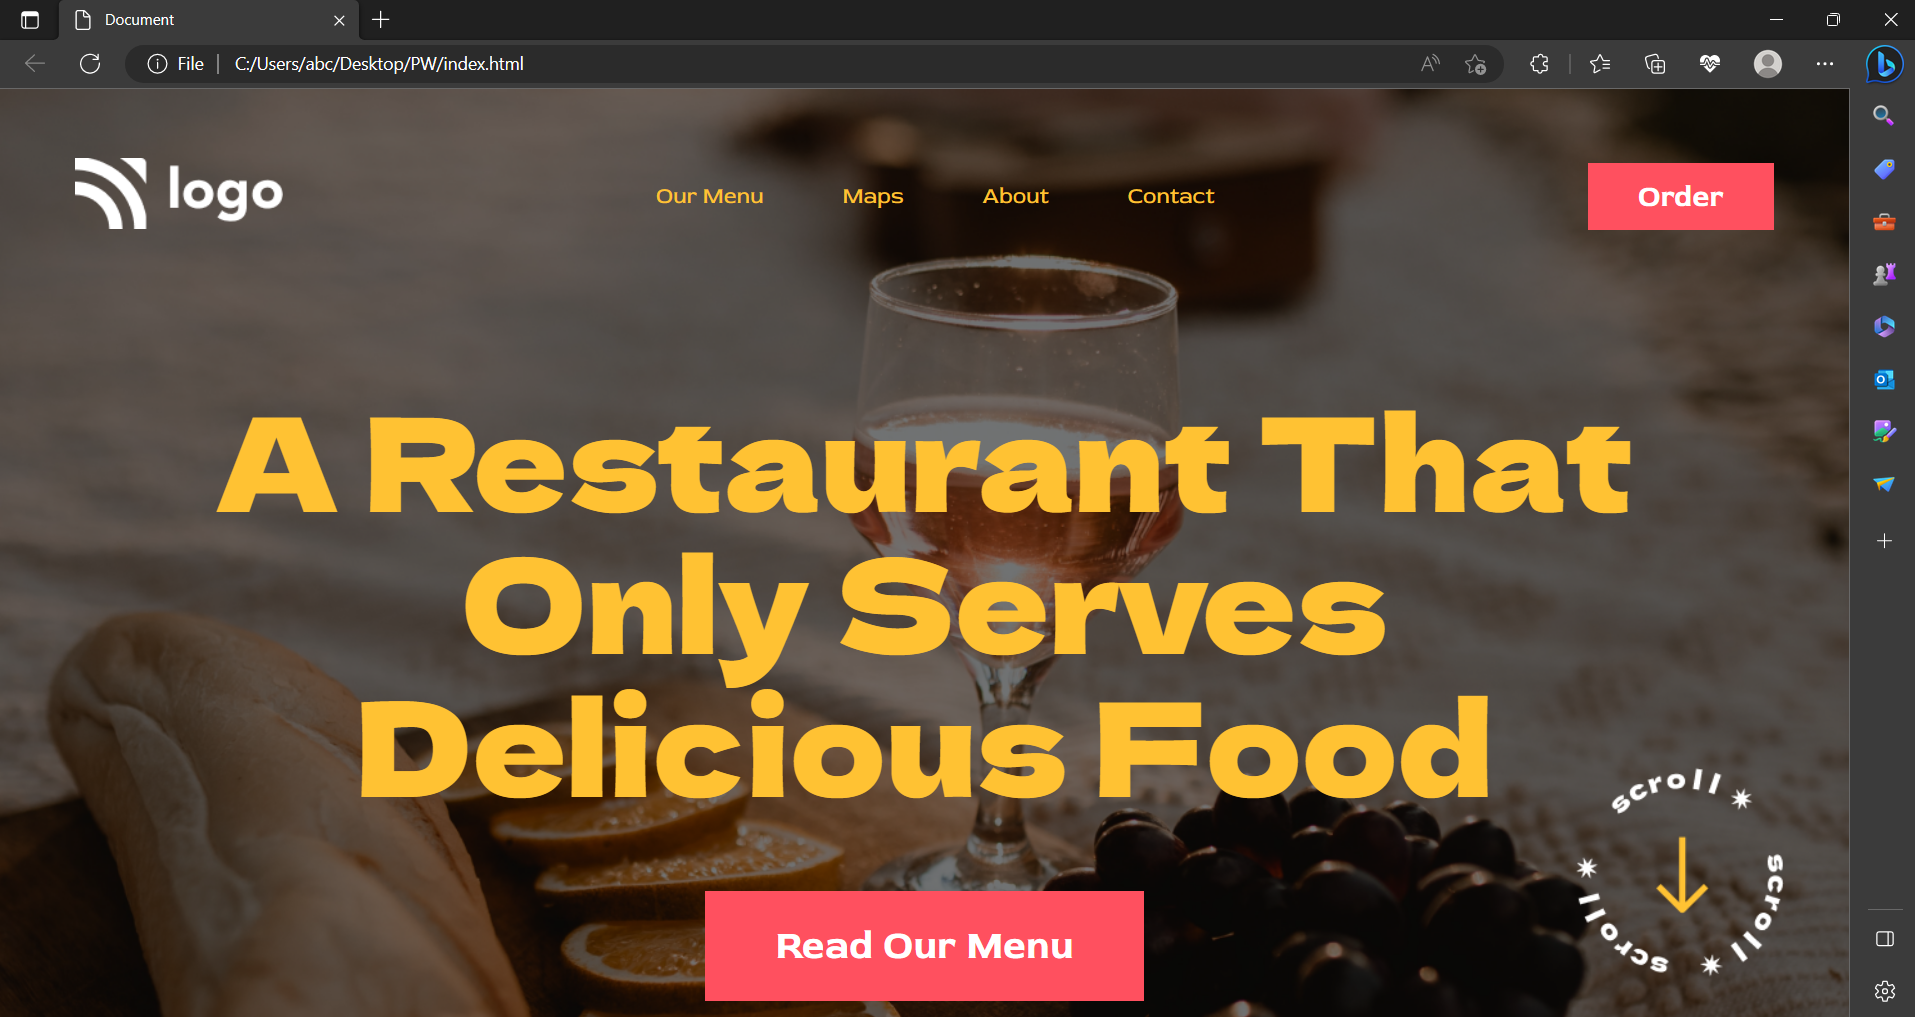 Document
File
C:/Users/abc/Desktop/PW/index.html
logo
Our Menu
Maps
About
Contact
Order
A Restaurant That
Only Serves
Delicious Food
Read Our Menu
scroll
scroll
scroll